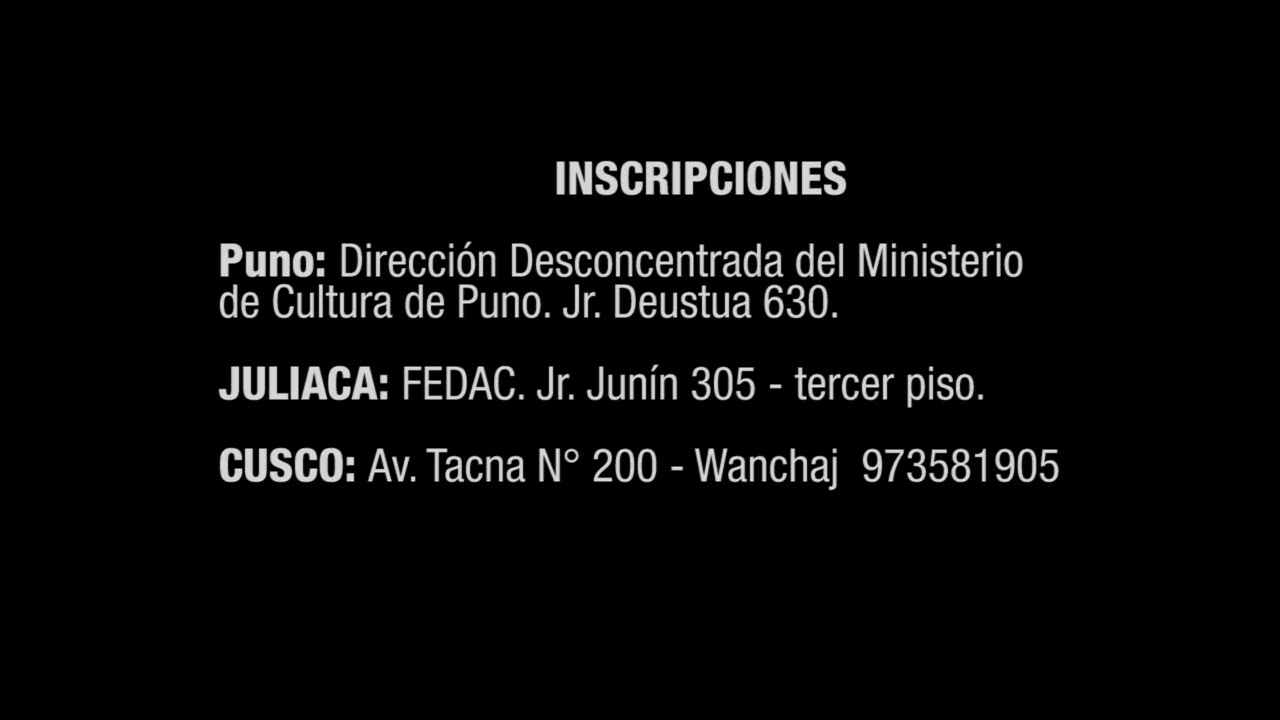 INSCRIPCIONES
Puno: Dirección Desconcentrada del Ministerio
de Cultura de Puno. Jr. Deustua 630.
JULIACA: FEDAC. Jr. Junín 305 - tercer piso.
CUSCO: Av. Tacna N° 200 - Wanchaj  973581905